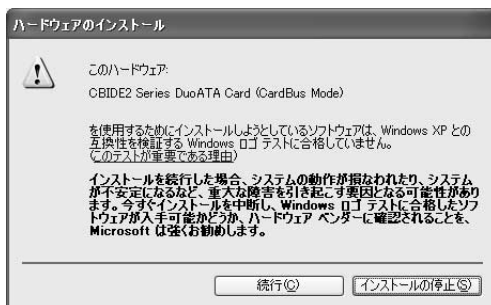 ハードウェアのインストール
このハードウェア:
CBIDE2 Series DuoATA Card (CardBus Mode)
を使用するためにインストールしようとしているソフトウェアは、Windows XP との
互換性を検証する Windows ロゴ テストに合格していません。
(このテストが重要である理由)
インストールを続行した場合、システムの動作が損なわれたり、システム
が不安定になるなど、重大な障害を引き起こす要因となる可能性があり
ます。今すぐインストールを中断し、Windows ロゴ テストに合格したソフ
トウェアが入手可能かどうか、ハードウェア ベンダーに確認されることを、
Microsoft は強くお勧めします。
続行(C) インストールの停止(S)